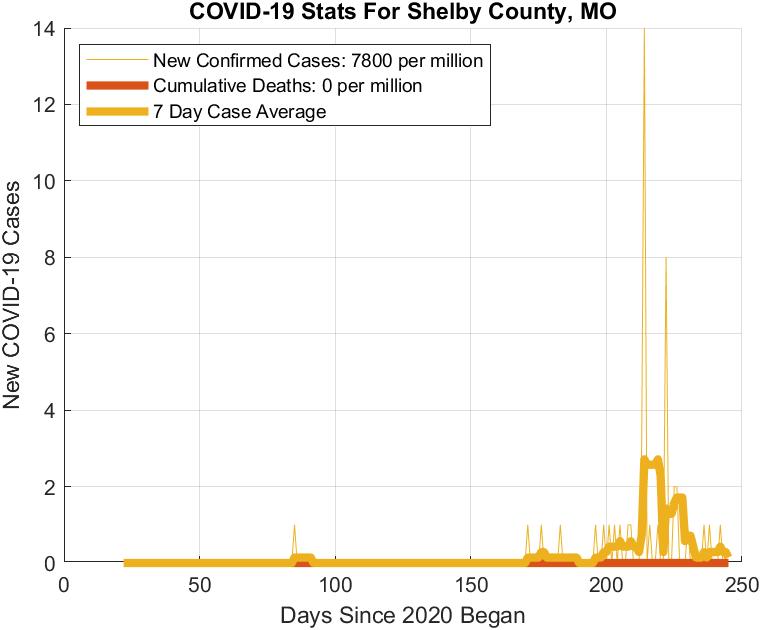 COVID-19 Stats For Shelby County, MO
14
12
10
8
6
4
2
0
New COVID-19 Cases
New Confirmed Cases: 7800 per million
Cumulative Deaths: 0 per million
7 Day Case Average
0 50 100 150 200 250
Days Since 2020 Began